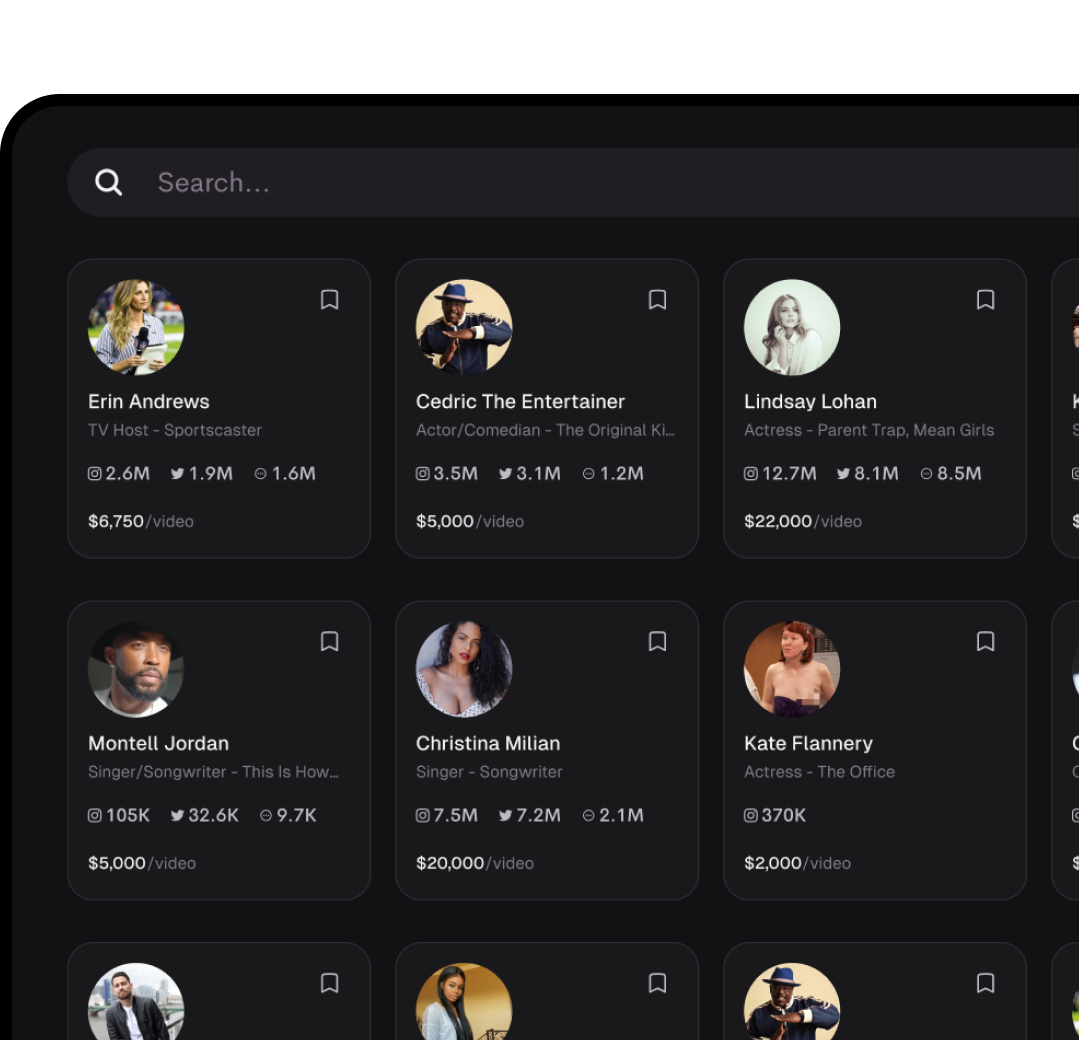 Search...
Erin Andrews
TV Host - Sportscaster
2.6M 1.9M 1.6M
$6,750/video
Cedric The Entertainer
Actor/Comedian - The Original Ki...
3.5M 3.1M 1.2M
$5,000/video
Lindsay Lohan
Actress - Parent Trap, Mean Girls
12.7M 8.1M 8.5M
$22,000/video
Montell Jordan
Singer/Songwriter - This Is How...
105K 32.6K 9.7K
$5,000/video
Christina Milian
Singer - Songwriter
7.5M 7.2M 2.1M
$20,000/video
Kate Flannery
Actress - The Office
370K
$2,000/video